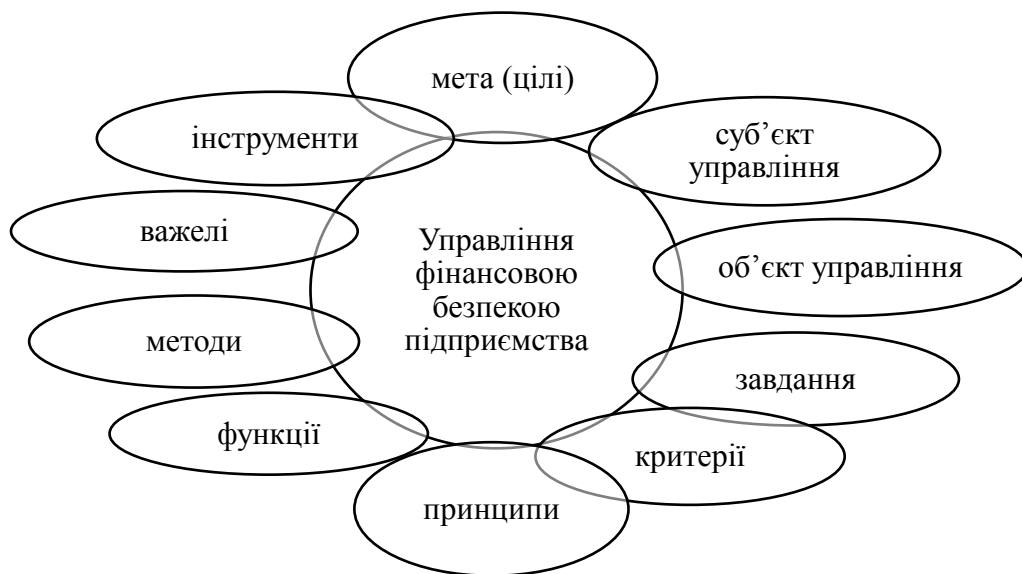 мета (цілі)
суб’єкт
управління
об’єкт управління
завдання
критерії
принципи
функції
методи
важелі
інструменти
Управління
фінансовою
безпекою
підприємства